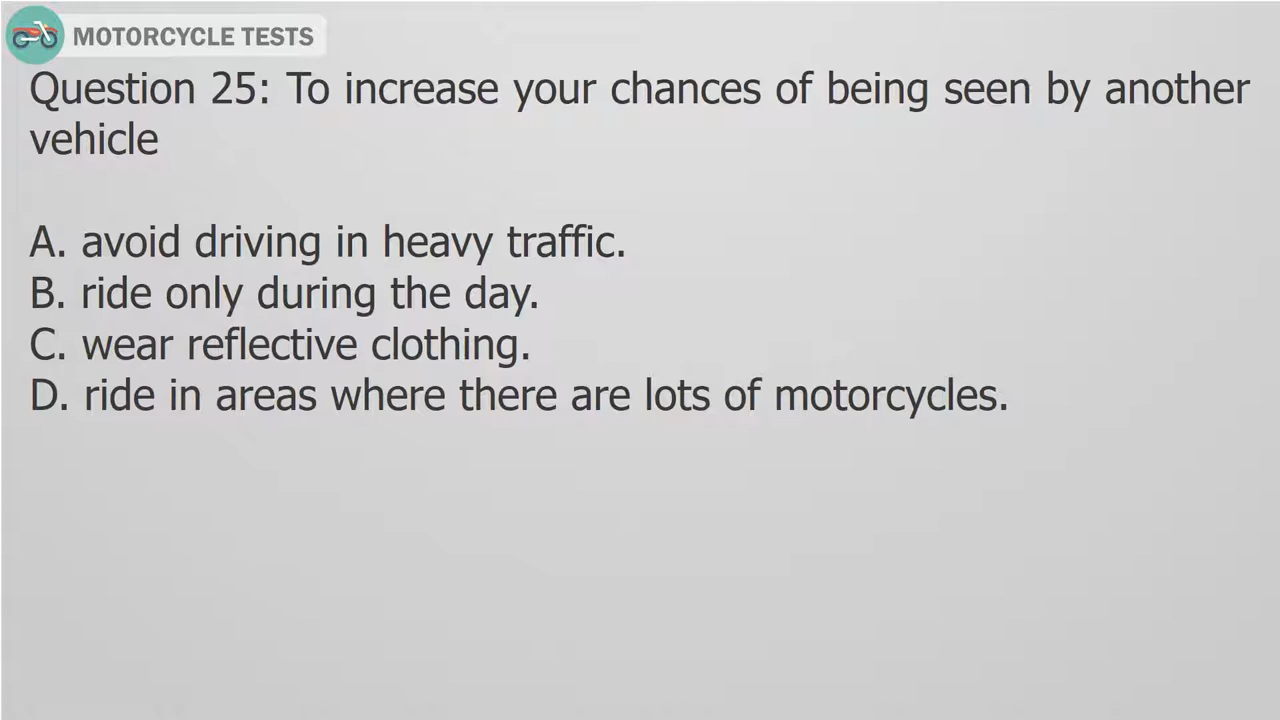 MOTORCYCLE TESTS
Question 25: To increase your chances of being seen by another
vehicle
A. avoid driving in heavy traffic.
B. ride only during the day.
C. wear reflective clothing.
D. ride in areas where there are lots of motorcycles.